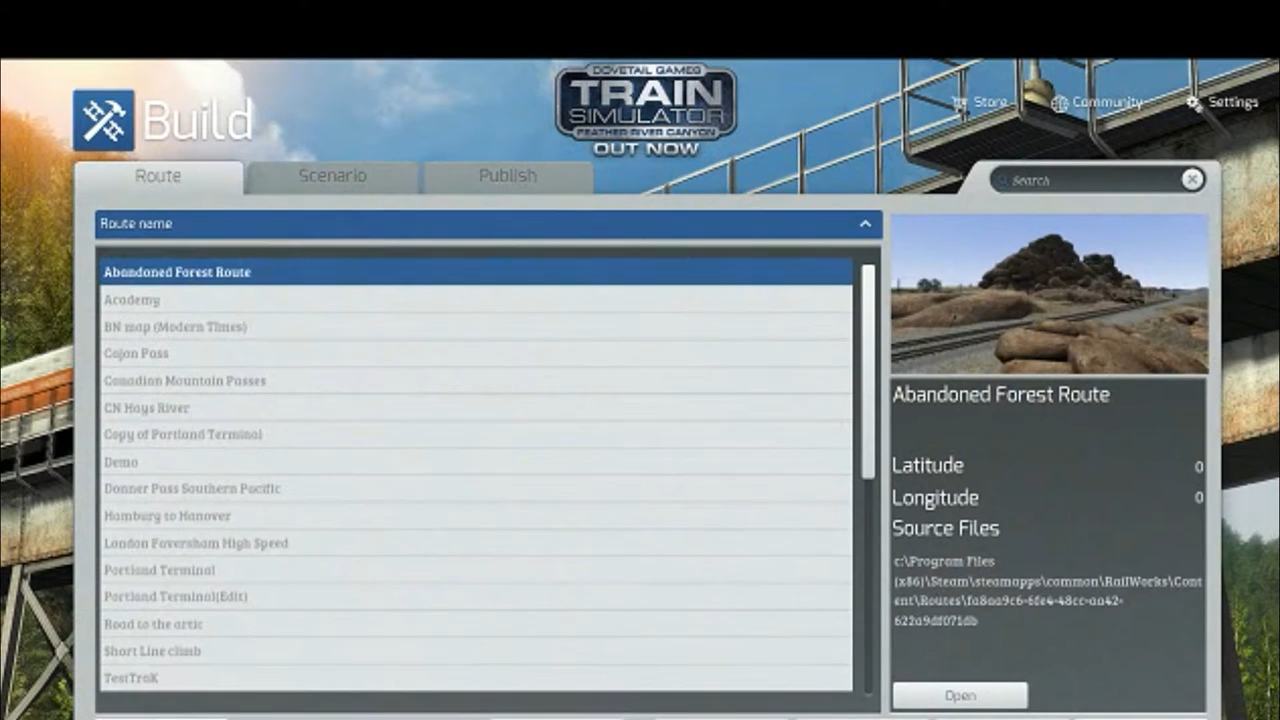 DOVETAIL GAMES
TRAIN
SIMULATOR
FEATHER RIVER CANYON
OUT NOW
Build
Store
Community
Settings
Route
Scenario
Publish
Search
Route name
Abandoned Forest Route
Academy
BN map (Modern TImes)
Cajon Pass
Canadian Mountain Passes
CN Hays River
Copy of Portland Terminal
Demo
Donner Pass Southern Pacific
Hamburg to Hanover
London Faversham High Speed
Portland Terminal
Portland Terminal(Edit)
Road to the artic
Short Line climb
TestTraK
Abandoned Forest Route
Latitude 0
Longitude 0
Source Files
c:\Program Files
(x86)\Steam\steamapps\common\RailWorks\Cont
ent\Routes\fa8aa9c6-6fe4-48cc-aa42-
622a9df071db
Open